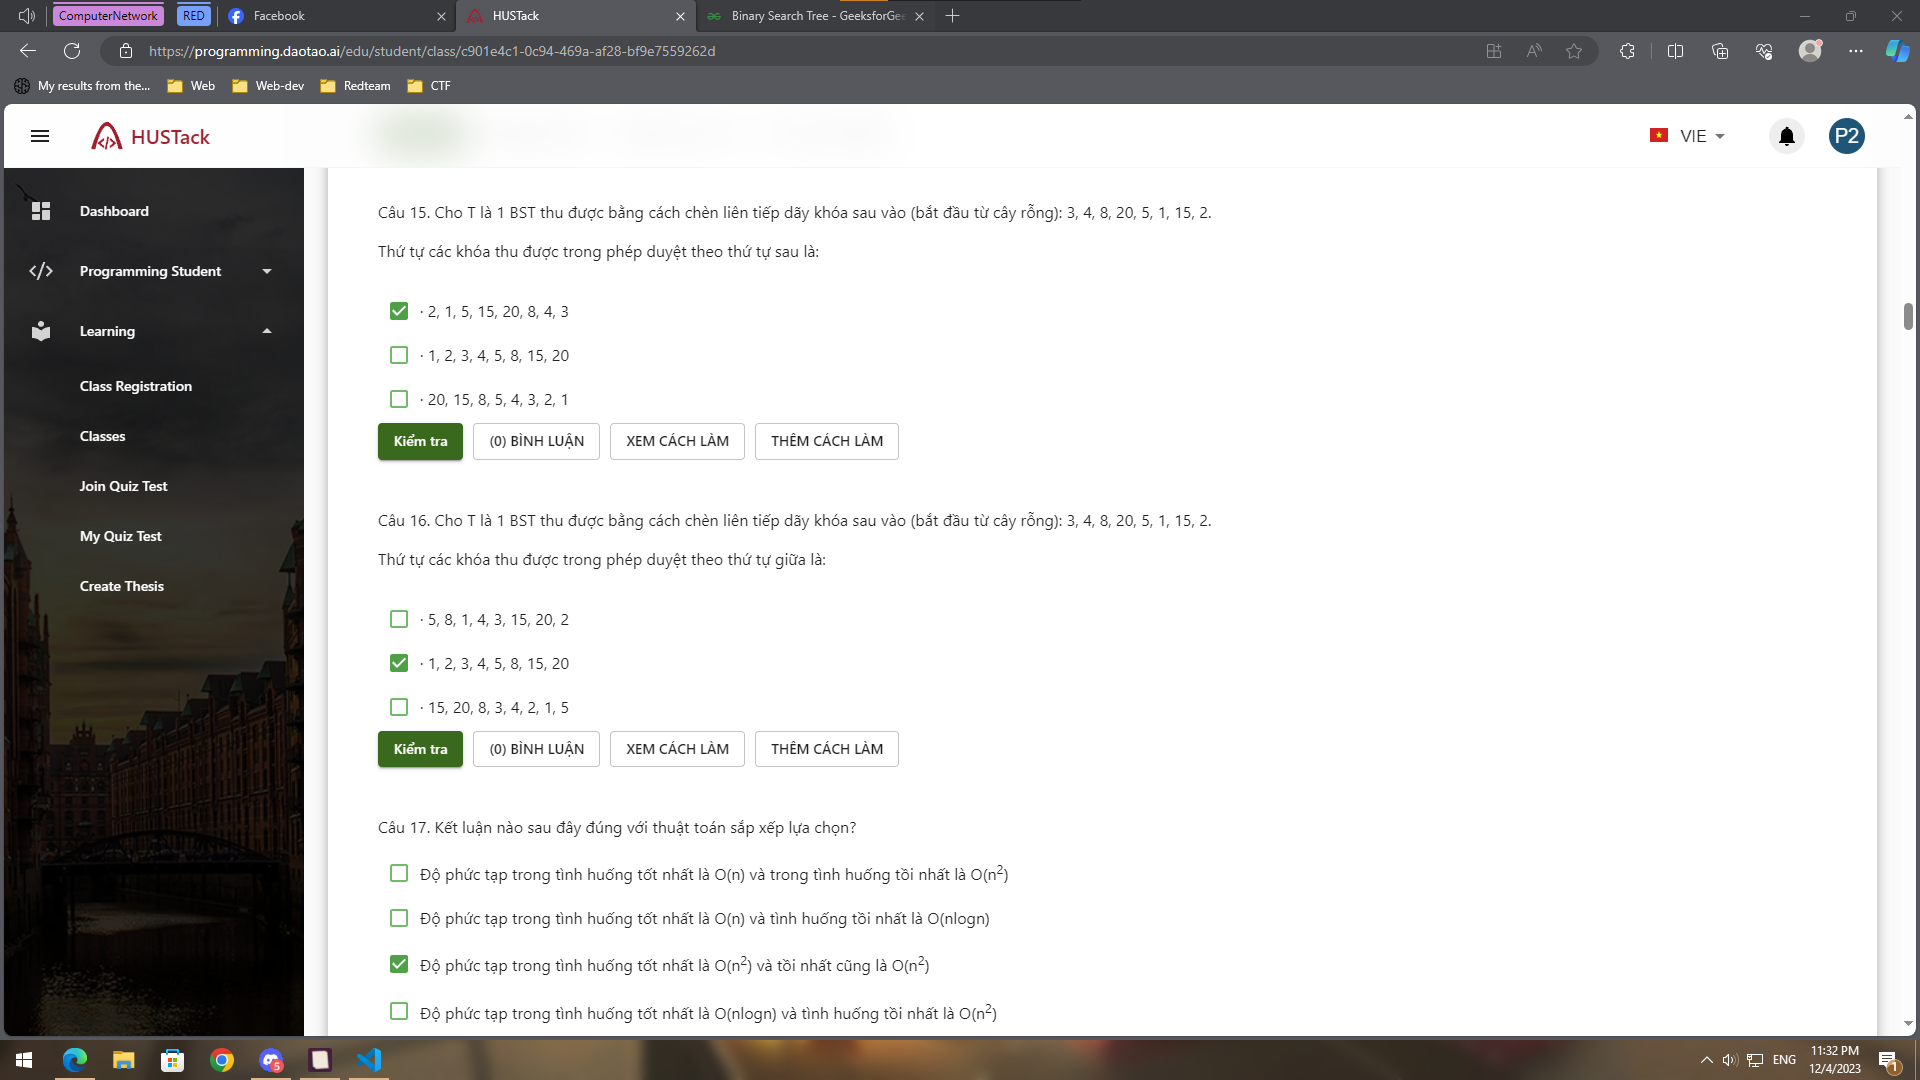 ComputerNetwork
RED
Facebook
HUSTack
Binary Search Tree - GeeksforGee
https://programming.daotao.ai/edu/student/class/c901e4c1-0c94-469a-af28-bf9e7559262d
My results from the...
Web
Web-dev
Redteam
CTF
HUSTack
VIE
P2
Dashboard
Programming Student
Learning
Class Registration
Classes
Join Quiz Test
My Quiz Test
Create Thesis
Câu 15. Cho T là 1 BST thu được bằng cách chèn liên tiếp dãy khóa sau vào (bắt đầu từ cây rỗng): 3, 4, 8, 20, 5, 1, 15, 2.
Thứ tự các khóa thu được trong phép duyệt theo thứ tự sau là:
· 2, 1, 5, 15, 20, 8, 4, 3
· 1, 2, 3, 4, 5, 8, 15, 20
· 20, 15, 8, 5, 4, 3, 2, 1
Kiểm tra
(0) BÌNH LUẬN
XEM CÁCH LÀM
THÊM CÁCH LÀM
Câu 16. Cho T là 1 BST thu được bằng cách chèn liên tiếp dãy khóa sau vào (bắt đầu từ cây rỗng): 3, 4, 8, 20, 5, 1, 15, 2.
Thứ tự các khóa thu được trong phép duyệt theo thứ tự giữa là:
· 5, 8, 1, 4, 3, 15, 20, 2
· 1, 2, 3, 4, 5, 8, 15, 20
· 15, 20, 8, 3, 4, 2, 1, 5
Kiểm tra
(0) BÌNH LUẬN
XEM CÁCH LÀM
THÊM CÁCH LÀM
Câu 17. Kết luận nào sau đây đúng với thuật toán sắp xếp lựa chọn?
Độ phức tạp trong tình huống tốt nhất là O(n) và trong tình huống tồi nhất là O(n²)
Độ phức tạp trong tình huống tốt nhất là O(n) và tình huống tồi nhất là O(nlogn)
Độ phức tạp trong tình huống tốt nhất là O(n²) và tồi nhất cũng là O(n²)
Độ phức tạp trong tình huống tốt nhất là O(nlogn) và tình huống tồi nhất là O(n²)
5
ENG
11:32 PM
12/4/2023
1